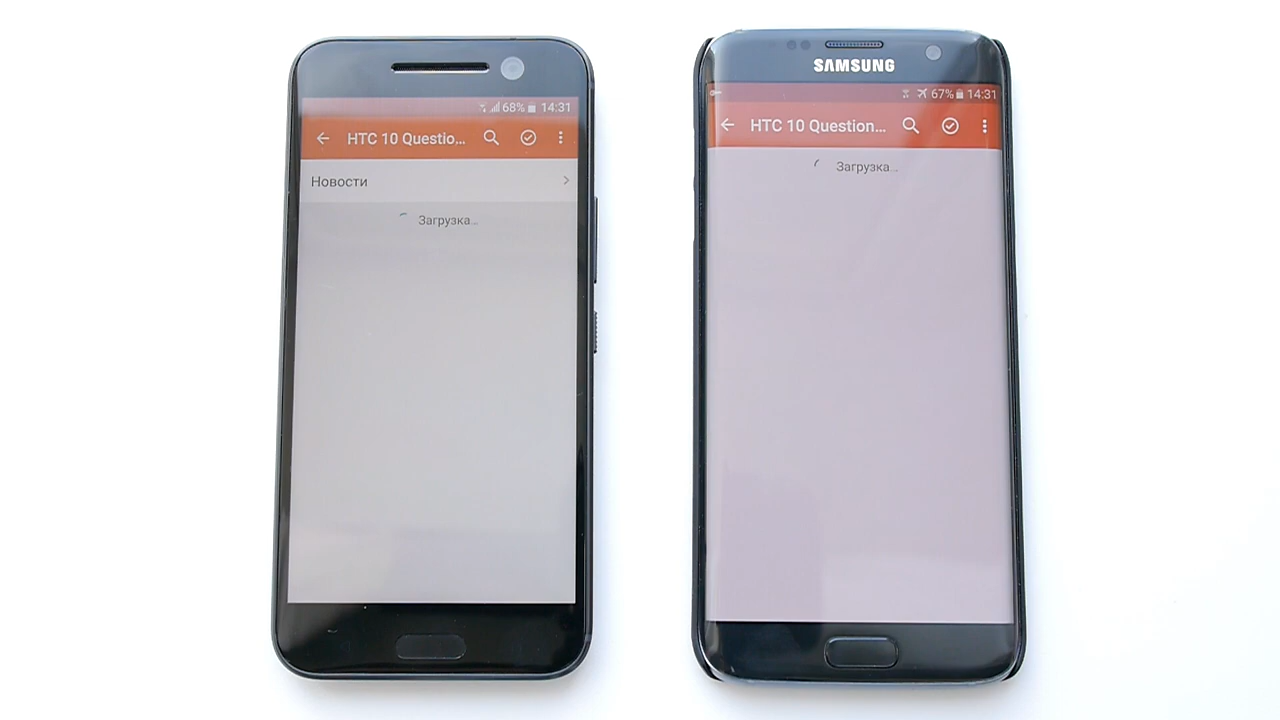 68% 14:31
HTC 10 Questio...
Новости
Загрузка...
SAMSUNG
67% 14:31
HTC 10 Question...
Загрузка...